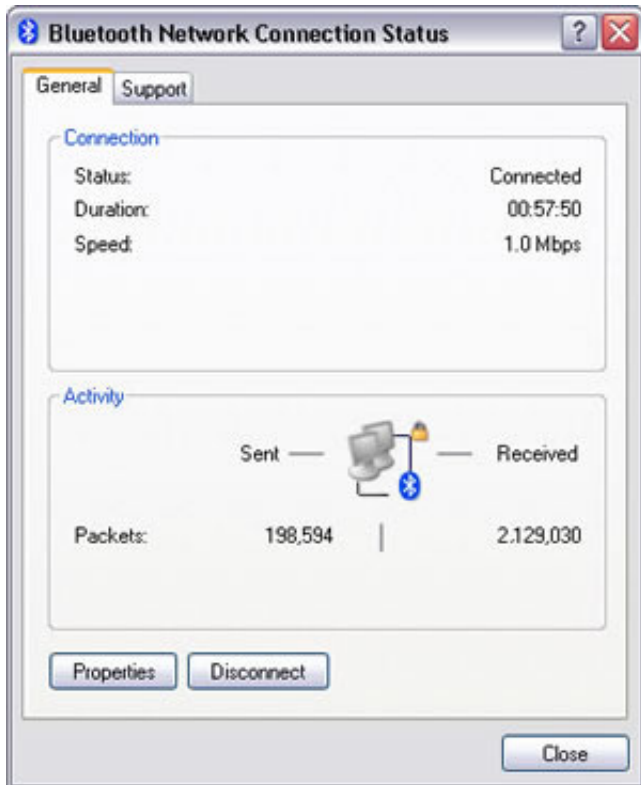 Bluetooth Network Connection Status ?
General Support
Connection
Status: Connected
Duration: 00:57:50
Speed: 1.0 Mbps
Activity
Sent Received
Packets: 198,594 2,129,030
Properties Disconnect
Close